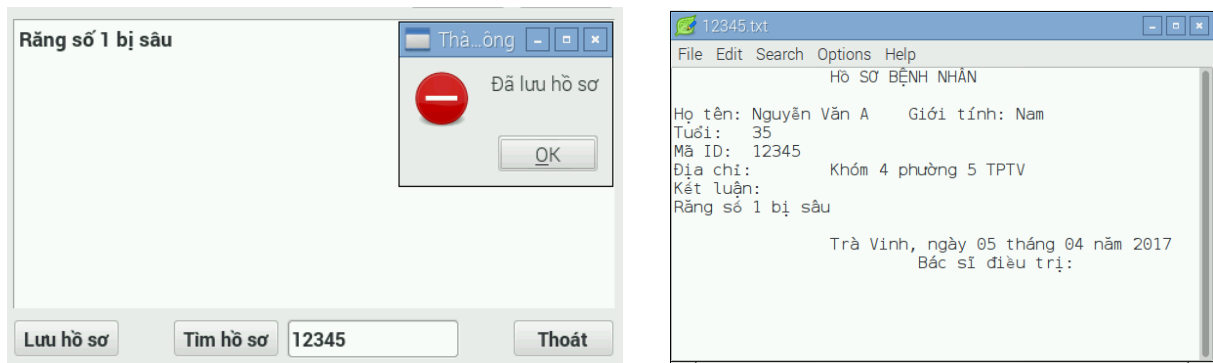 Răng số 1 bị sâu
Thà...ông
Đã lưu hồ sơ
OK
Lưu hồ sơ
Tìm hồ sơ
12345
Thoát
12345.txt
File Edit Search Options Help
Hồ SƠ BỆNH NHÂN
Họ tên: Nguyễn Văn A Giới tính: Nam
Tuổi: 35
Mã ID: 12345
Địa chỉ: Khóm 4 phường 5 TPTV
Kết luận:
Răng số 1 bị sâu
Trà Vinh, ngày 05 tháng 04 năm 2017
Bác sĩ điều trị: